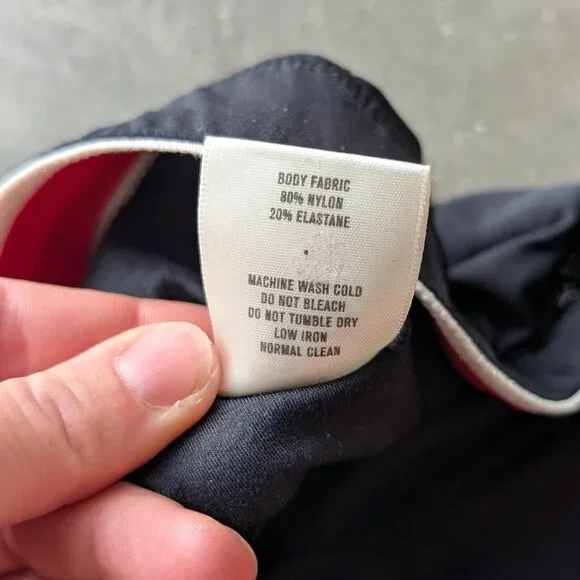 BODY FABRIC
80% NYLON
20% ELASTANE
MACHINE WASH COLD
DO NOT BLEACH
DO NOT TUMBLE DRY
LOW IRON
NORMAL CLEAN